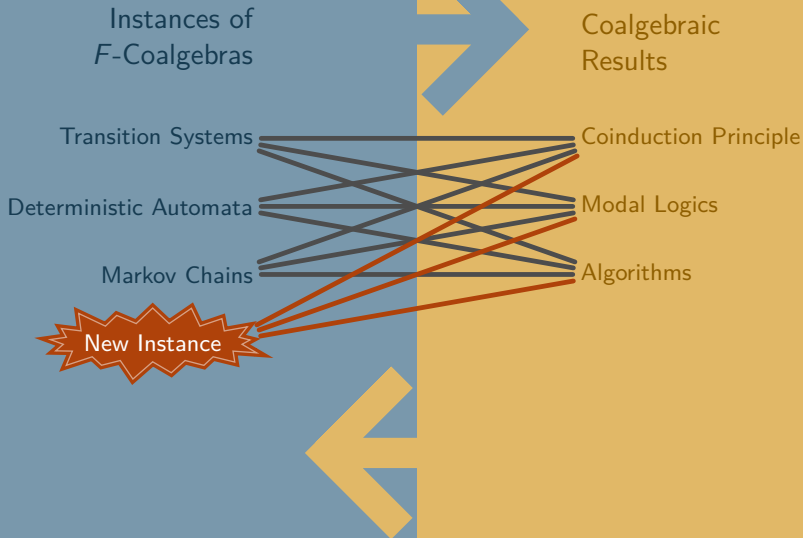 Instances of
F-Coalgebras
Coalgebraic
Results
Transition Systems
Coinduction Principle
Deterministic Automata
Modal Logics
Markov Chains
Algorithms
New Instance